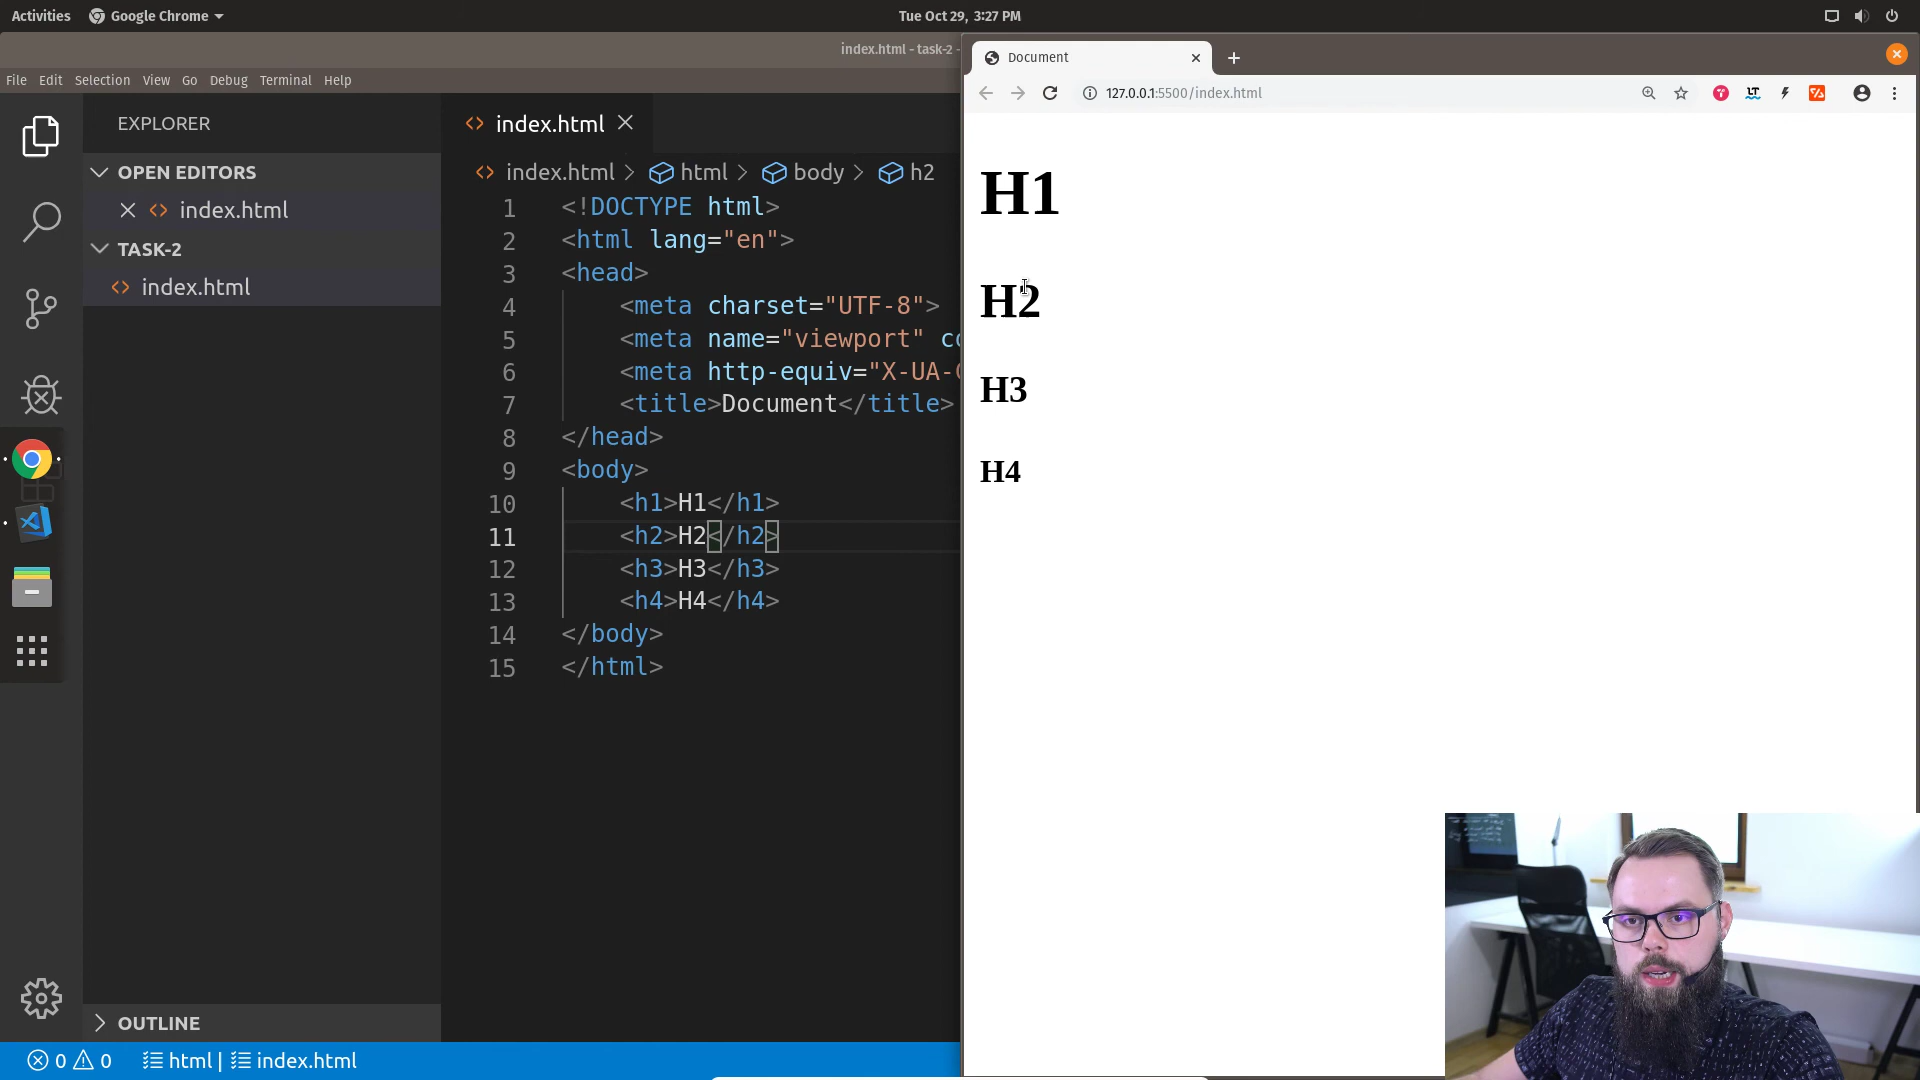 Activities
Google Chrome
Tue Oct 29, 3:27 PM
index.html - task-2 -
File Edit Selection View Go Debug Terminal Help
EXPLORER
OPEN EDITORS
index.html
TASK-2
index.html
OUTLINE
index.html
index.html > html > body > h2
1 <!DOCTYPE html>
2 <html lang="en">
3 <head>
4 <meta charset="UTF-8">
5 <meta name="viewport"
6 <meta http-equiv="X-UA-
7 <title>Document</title>
8 </head>
9 <body>
10 <h1>H1</h1>
11 <h2>H2</h2>
12 <h3>H3</h3>
13 <h4>H4</h4>
14 </body>
15 </html>
0 0 html | index.html
Document
127.0.0.1:5500/index.html
H1
H2
H3
H4